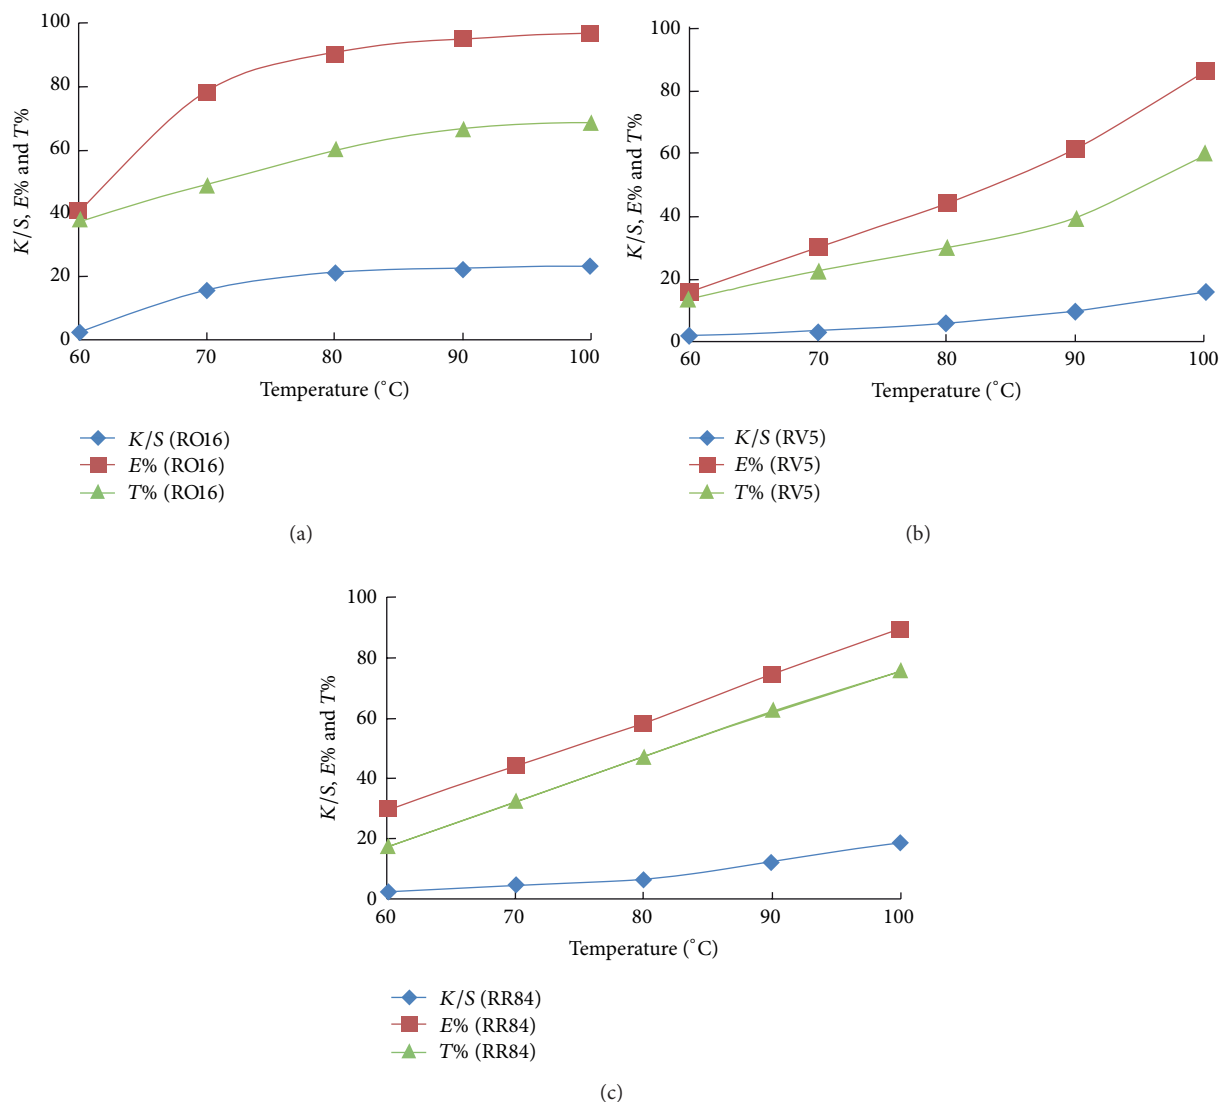 K/S, E% and T%
100
80
60
40
20
0
60 70 80 90 100
Temperature (°C)
K/S (RO16)
E% (RO16)
T% (RO16)
(a)
K/S, E% and T%
100
80
60
40
20
0
60 70 80 90 100
Temperature (°C)
K/S (RV5)
E% (RV5)
T% (RV5)
(b)
K/S, E% and T%
100
80
60
40
20
0
60 70 80 90 100
Temperature (°C)
K/S (RR84)
E% (RR84)
T% (RR84)
(c)